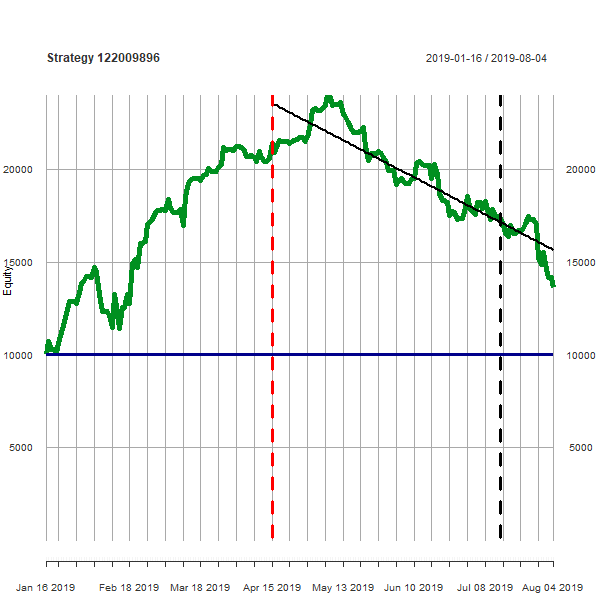 Strategy 122009896
2019-01-16 / 2019-08-04
20000
20000
15000
15000
Equity
10000
10000
5000
5000
Jan 16 2019
Feb 18 2019
Mar 18 2019
Apr 15 2019
May 13 2019
Jun 10 2019
Jul 08 2019
Aug 04 2019